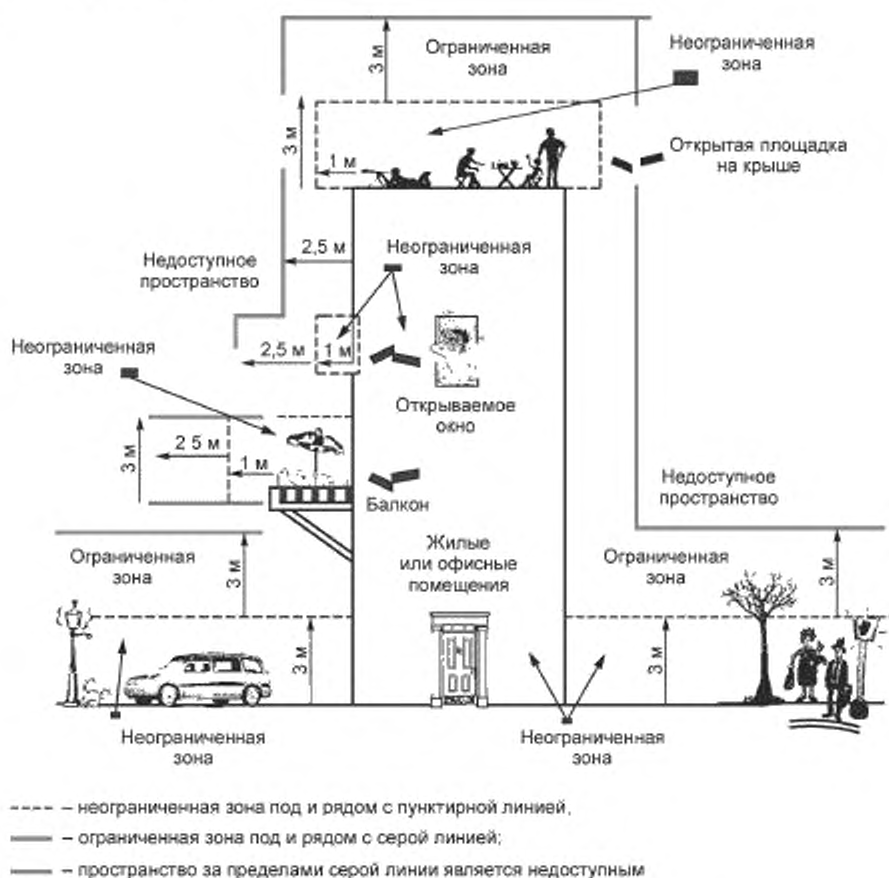 3 м
Ограниченная
зона
Неограниченная
зона
3 м
1 м
Открытая площадка
на крыше
Недоступное
пространство
2,5 м
Неограниченная
зона
Неограниченная
зона
2,5 м
1 м
Открываемое
окно
3 м
2 5 м
1 м
Балкон
Недоступное
пространство
Ограниченная
зона
3 м
Жилые
или офисные
помещения
Ограниченная
зона
3 м
3 м
3 м
Неограниченная
зона
Неограниченная
зона
– неограниченная зона под и рядом с пунктирной линией,
– ограниченная зона под и рядом с серой линией;
– пространство за пределами серой линии является недоступным